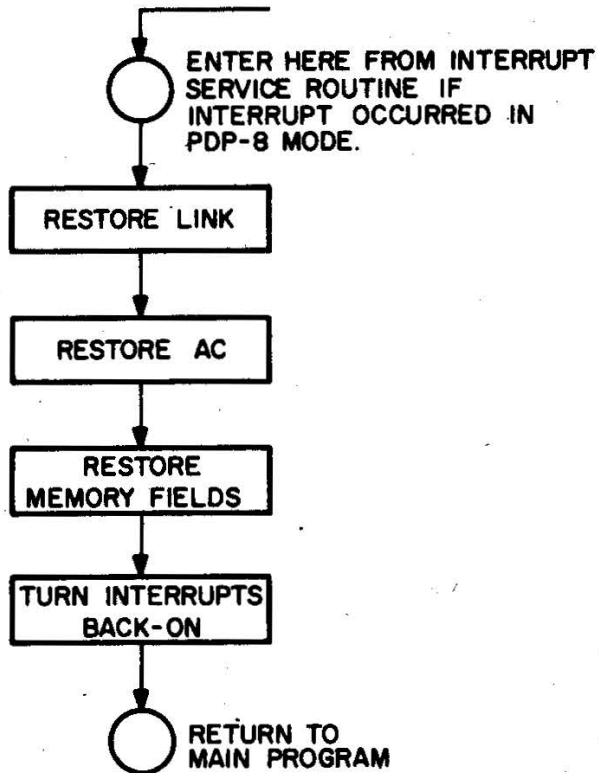 ENTER HERE FROM INTERRUPT
SERVICE ROUTINE IF
INTERRUPT OCCURRED IN
PDP-8 MODE.
RESTORE LINK
RESTORE AC
RESTORE
MEMORY FIELDS
TURN INTERRUPTS
BACK-ON
RETURN TO
MAIN PROGRAM